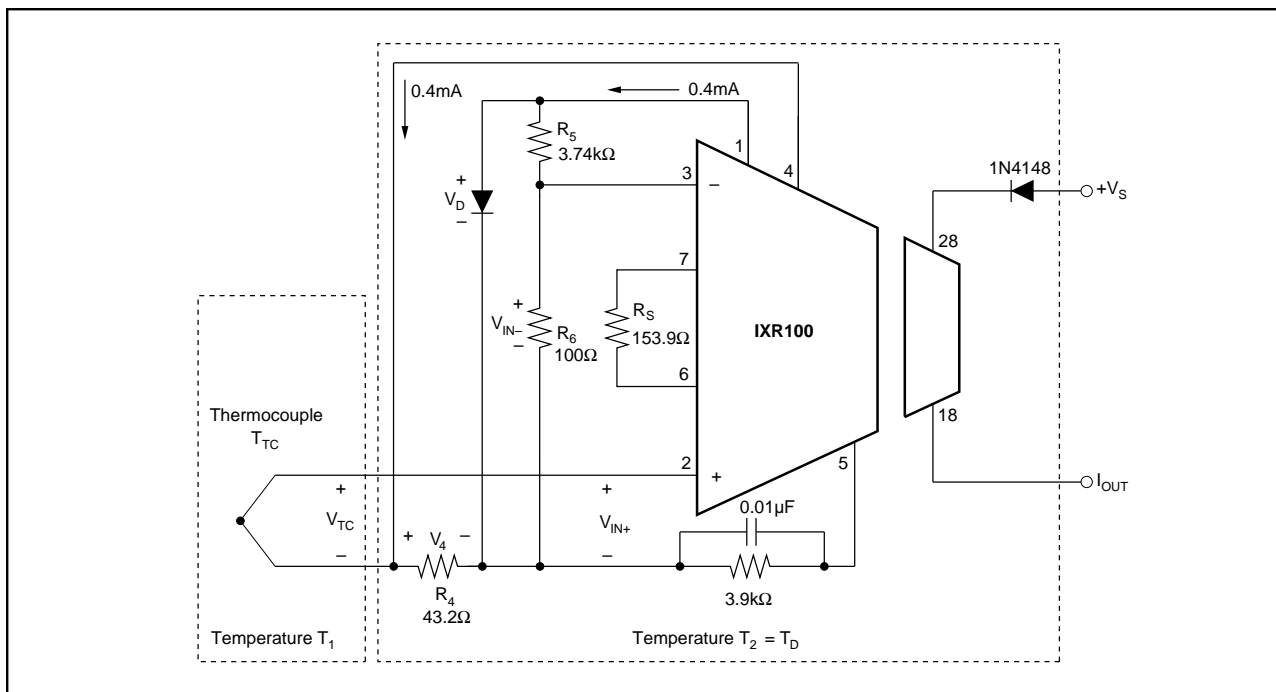 0.4mA
0.4mA
R5
3.74kΩ
1
4
1N4148
+VS
3
–
+
VD
–
28
7
+
VIN–
–
R6
100Ω
RS
153.9Ω
IXR100
6
18
Thermocouple
TTC
2
+
5
IOUT
+
VTC
–
+
VIN+
–
0.01µF
+ V4 –
R4
43.2Ω
3.9kΩ
Temperature T1
Temperature T2 = TD